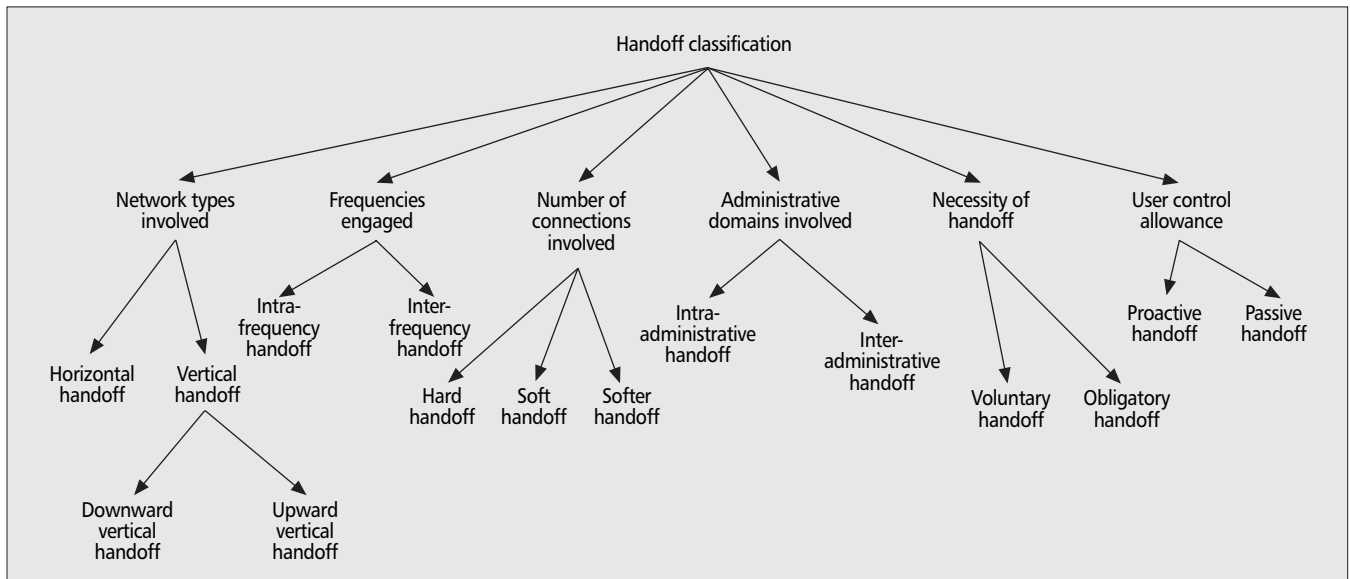 Handoff classification
Network types
involved
Frequencies
engaged
Number of
connections
involved
Administrative
domains involved
Necessity of
handoff
User control
allowance
Intra-
frequency
handoff
Inter-
frequency
handoff
Intra-
administrative
handoff
Inter-
administrative
handoff
Proactive
handoff
Passive
handoff
Horizontal
handoff
Vertical
handoff
Hard
handoff
Soft
handoff
Softer
handoff
Voluntary
handoff
Obligatory
handoff
Downward
vertical
handoff
Upward
vertical
handoff